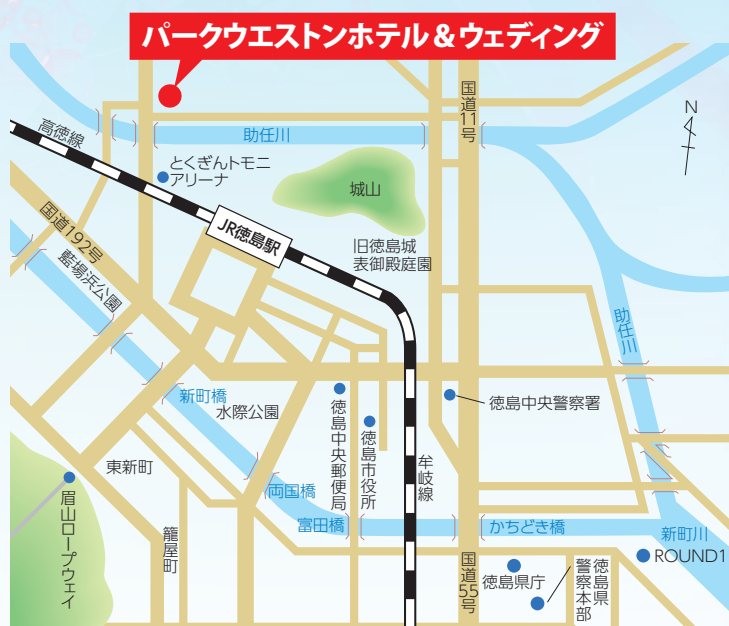 パークウエストンホテル&ウェディング
国道11号
N
高徳線
助任川
とくぎんトモニ
アリーナ
城山
国道192号
JR徳島駅
旧徳島城
表御殿庭園
藍場浜公園
助任川
新町橋
水際公園
徳島中央郵便局
徳島市役所
徳島中央警察署
東新町
両国橋
牟岐線
眉山ロープウェイ
籠屋町
富田橋
かちどき橋
新町川
ROUND1
国道55号
徳島県庁
徳島県
警察本部